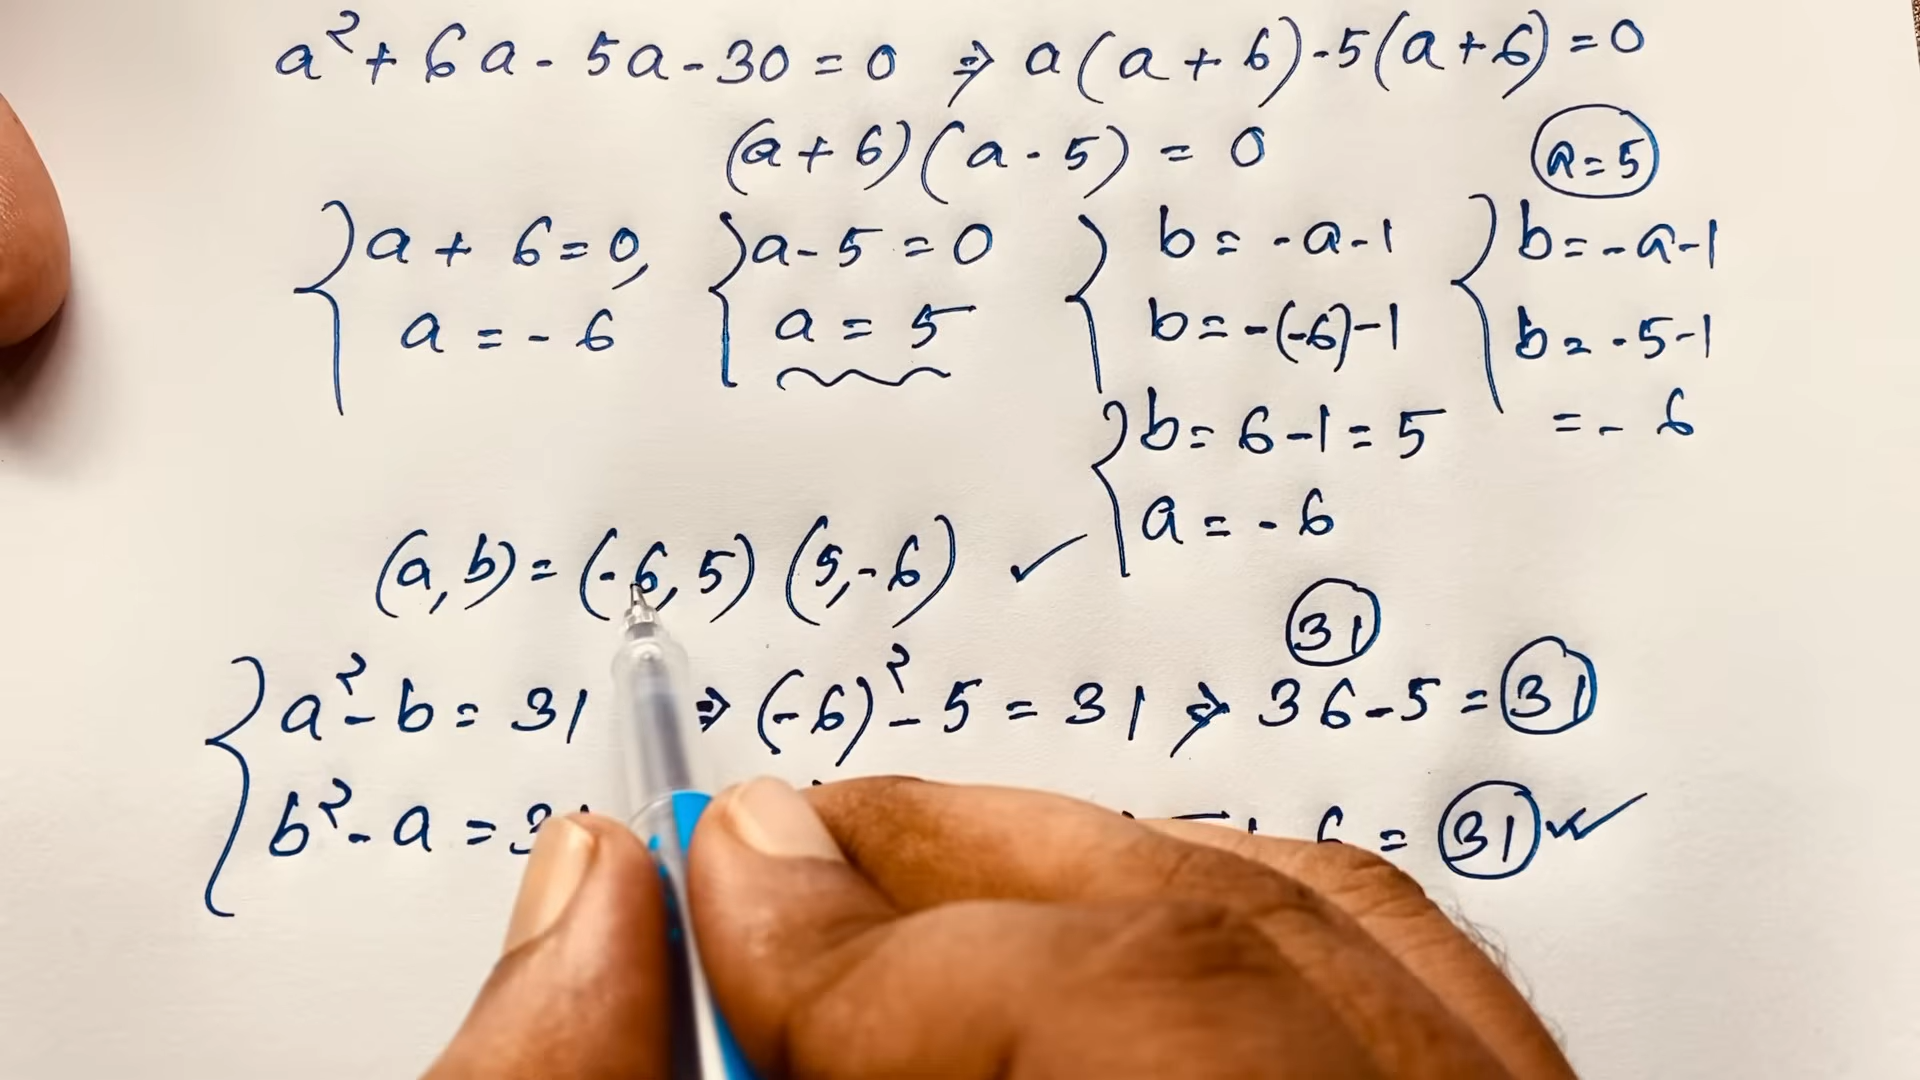 a² + 6a - 5a - 30 = 0 ⇒ a(a + 6) - 5(a + 6) = 0
(a + 6)(a - 5) = 0
a = 5
a + 6 = 0,
a = -6
a - 5 = 0
a = 5
b = -a - 1
b = -(-6) - 1
b = -a - 1
b = -5 - 1
= -6
b = 6 - 1 = 5
a = -6
(a, b) = (-6, 5) (5, -6) ✓
31
a² - b = 31 ⇒ (-6)² - 5 = 31 ⇒ 36 - 5 = 31
b² - a = 6 = 31 ✓